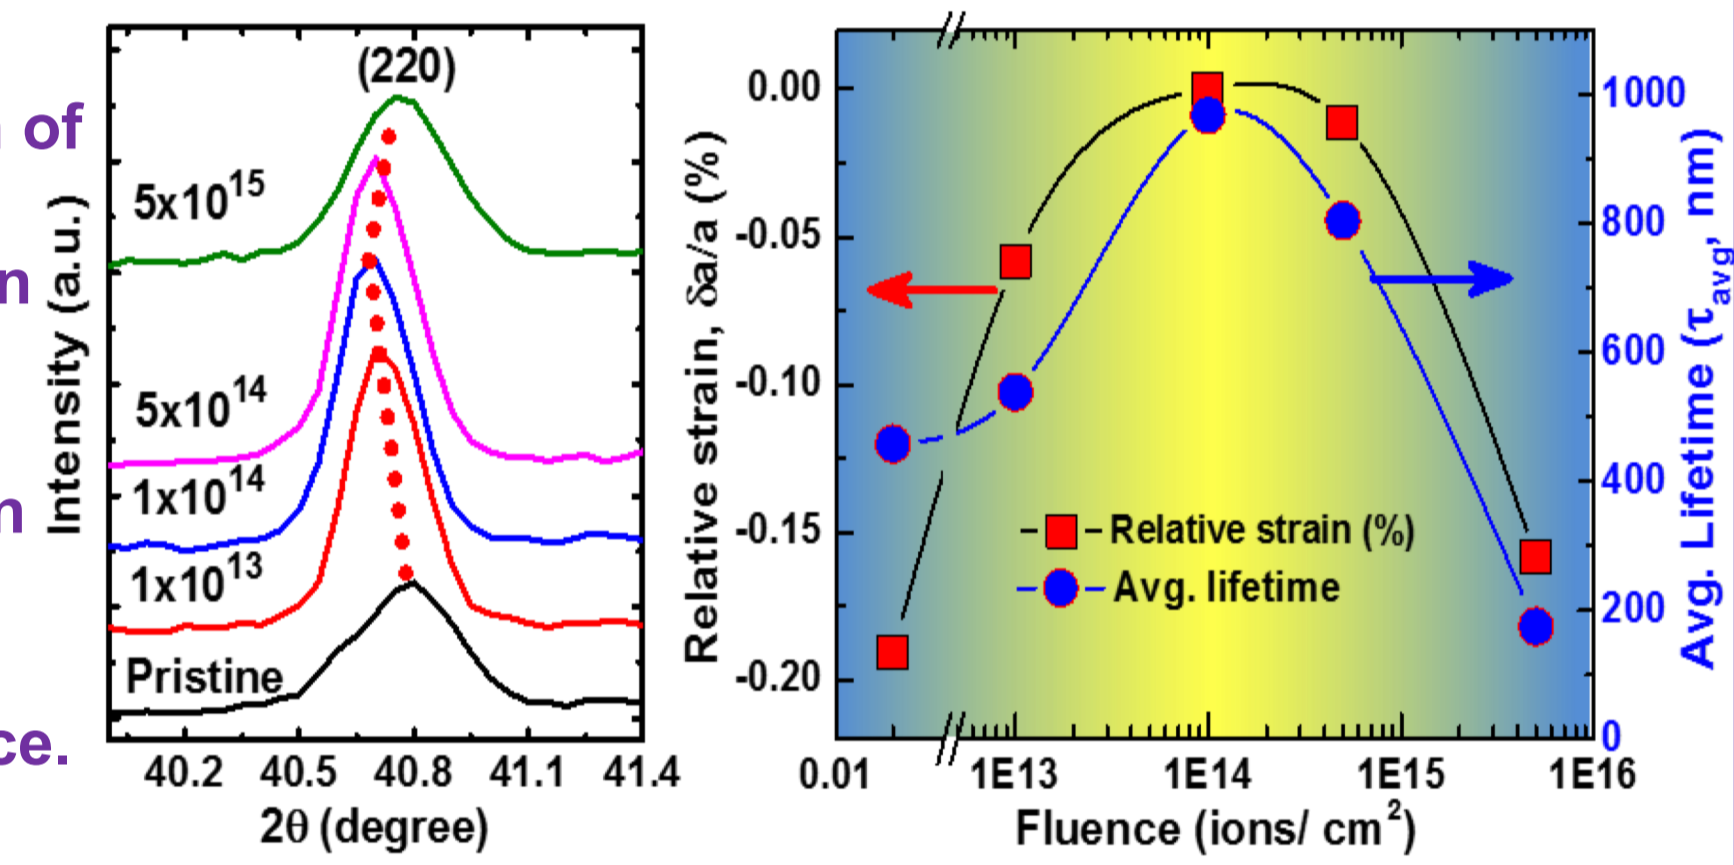 of
n
n
ce.
(220)
5x10^15
5x10^14
1x10^14
1x10^13
Pristine
Intensity (a.u.)
40.2 40.5 40.8 41.1 41.4
2θ (degree)
Relative strain, δa/a (%)
0.00
-0.05
-0.10
-0.15
-0.20
Relative strain (%)
Avg. lifetime
0.01 1E13 1E14 1E15 1E16
Fluence (ions/ cm^2)
1000
800
600
400
200
0
Avg. Lifetime (τ_avg, nm)